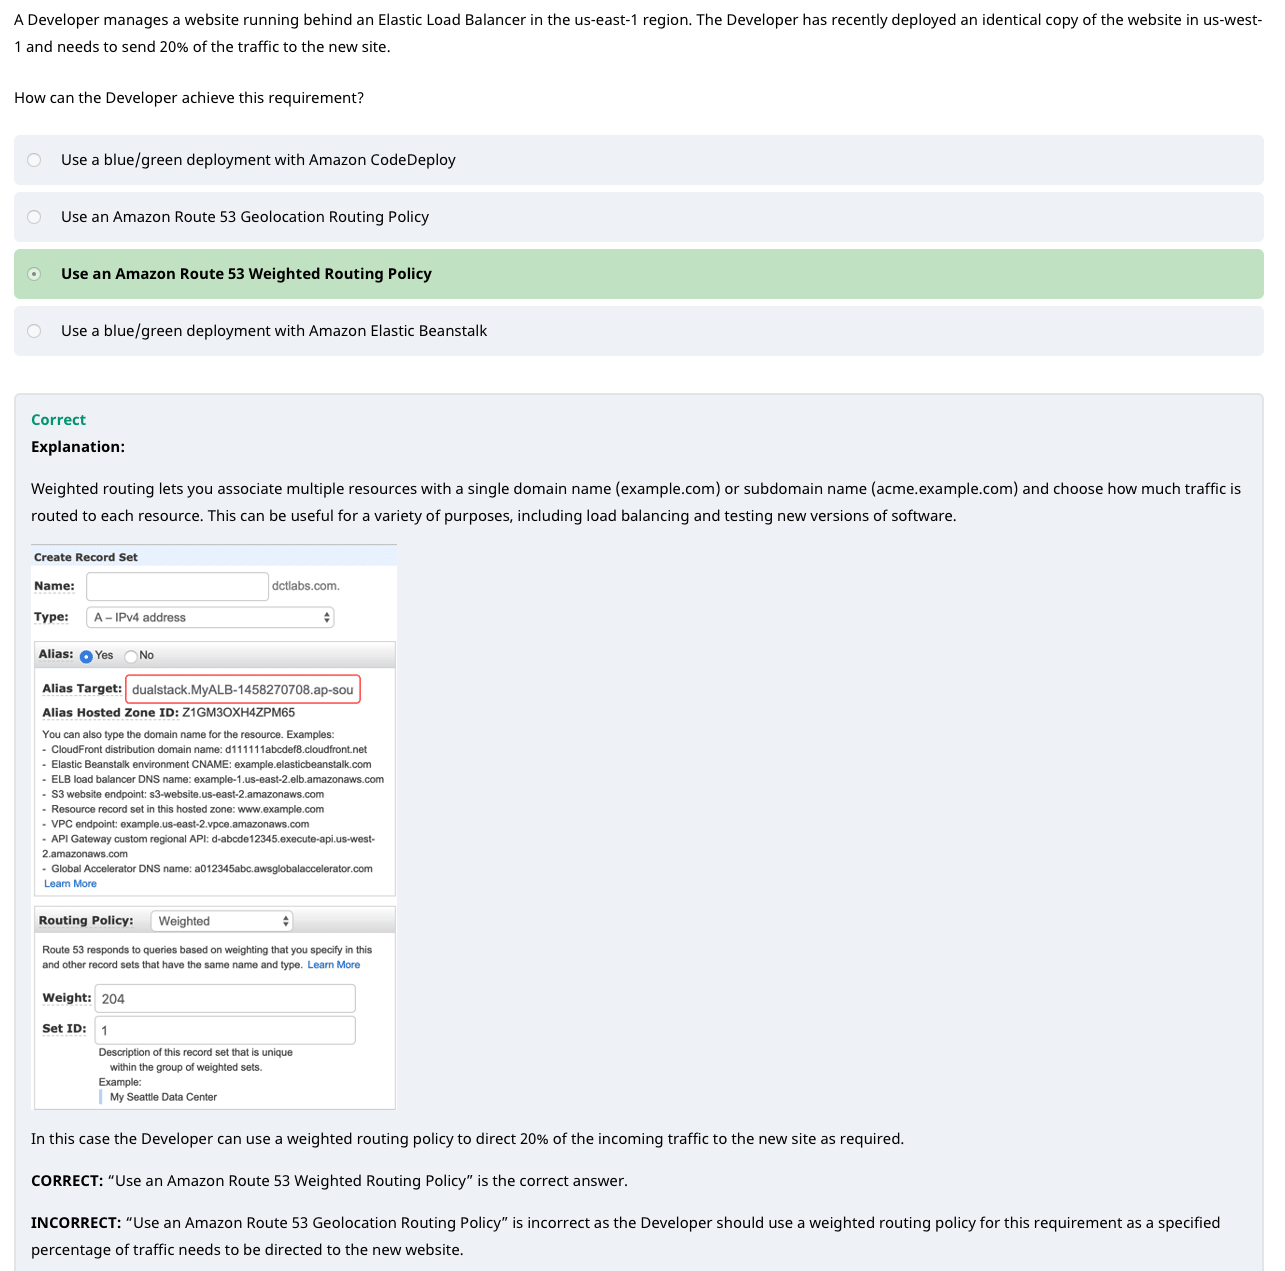 A Developer manages a website running behind an Elastic Load Balancer in the us-east-1 region. The Developer has recently deployed an identical copy of the website in us-west-
1 and needs to send 20% of the traffic to the new site.
How can the Developer achieve this requirement?
Use a blue/green deployment with Amazon CodeDeploy
Use an Amazon Route 53 Geolocation Routing Policy
Use an Amazon Route 53 Weighted Routing Policy
Use a blue/green deployment with Amazon Elastic Beanstalk
Correct
Explanation:
Weighted routing lets you associate multiple resources with a single domain name (example.com) or subdomain name (acme.example.com) and choose how much traffic is
routed to each resource. This can be useful for a variety of purposes, including load balancing and testing new versions of software.
Create Record Set
Name: dctlabs.com.
Type: A – IPv4 address
Alias: Yes No
Alias Target: dualstack.MyALB-1458270708.ap-sou
Alias Hosted Zone ID: Z1GM3OXH4ZPM65
You can also type the domain name for the resource. Examples:
- CloudFront distribution domain name: d111111abcdef8.cloudfront.net
- Elastic Beanstalk environment CNAME: example.elasticbeanstalk.com
- ELB load balancer DNS name: example-1.us-east-2.elb.amazonaws.com
- S3 website endpoint: s3-website.us-east-2.amazonaws.com
- Resource record set in this hosted zone: www.example.com
- VPC endpoint: example.us-east-2.vpce.amazonaws.com
- API Gateway custom regional API: d-abcde12345.execute-api.us-west-
2.amazonaws.com
- Global Accelerator DNS name: a012345abc.awsglobalaccelerator.com
Learn More
Routing Policy: Weighted
Route 53 responds to queries based on weighting that you specify in this
and other record sets that have the same name and type. Learn More
Weight: 204
Set ID: 1
Description of this record set that is unique
within the group of weighted sets.
Example:
My Seattle Data Center
In this case the Developer can use a weighted routing policy to direct 20% of the incoming traffic to the new site as required.
CORRECT: “Use an Amazon Route 53 Weighted Routing Policy” is the correct answer.
INCORRECT: “Use an Amazon Route 53 Geolocation Routing Policy” is incorrect as the Developer should use a weighted routing policy for this requirement as a specified
percentage of traffic needs to be directed to the new website.